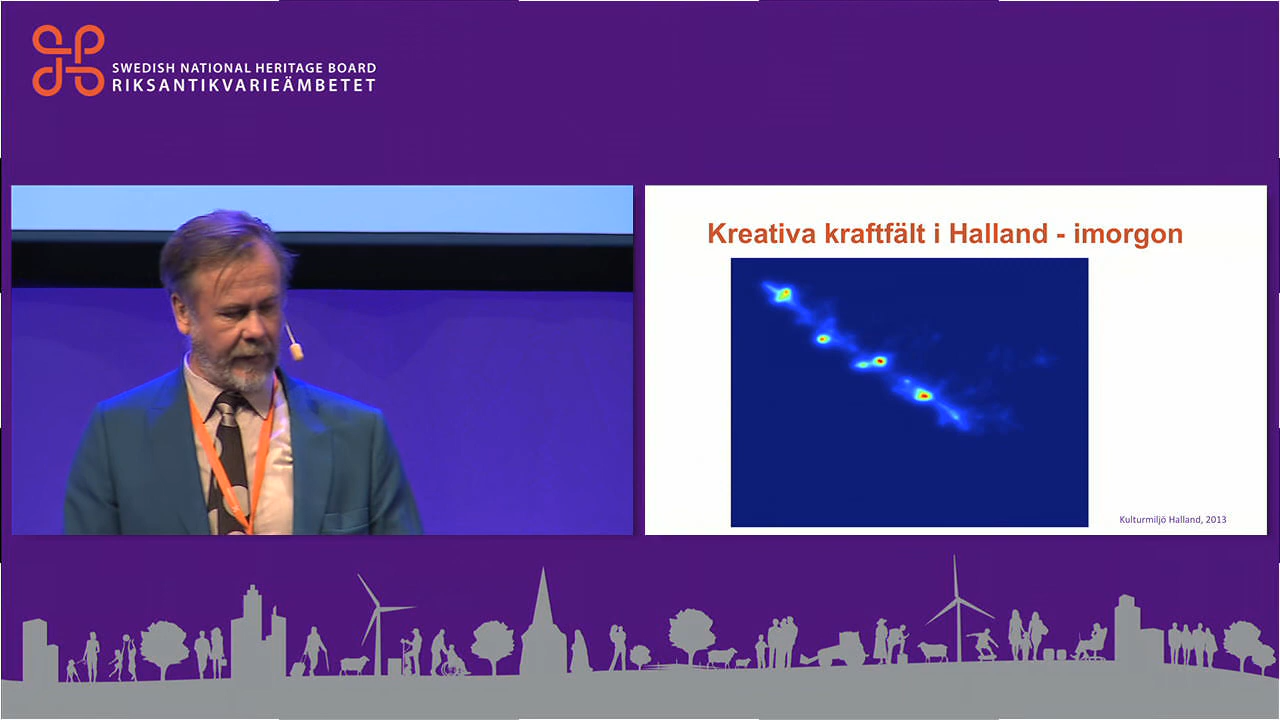 SWEDISH NATIONAL HERITAGE BOARD
RIKSANTIKVARIEÄMBETET
Kreativa kraftfält i Halland - imorgon
Kulturmiljö Halland, 2013